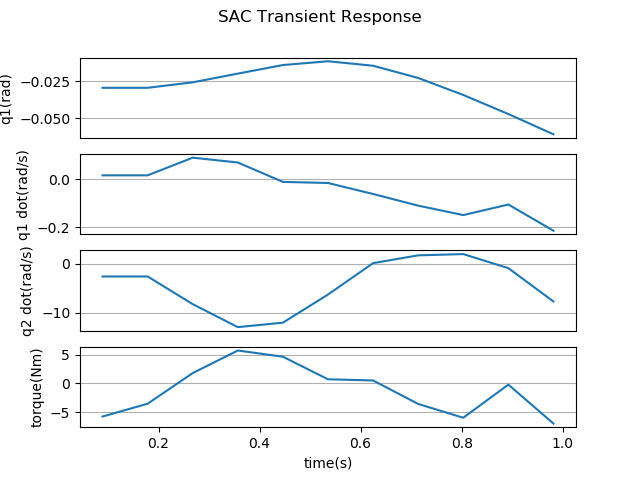 SAC Transient Response
q1(rad)
−0.025
−0.050
q1 dot(rad/s)
0.0
−0.2
q2 dot(rad/s)
0
−10
torque(Nm)
5
0
−5
0.2 0.4 0.6 0.8 1.0
time(s)